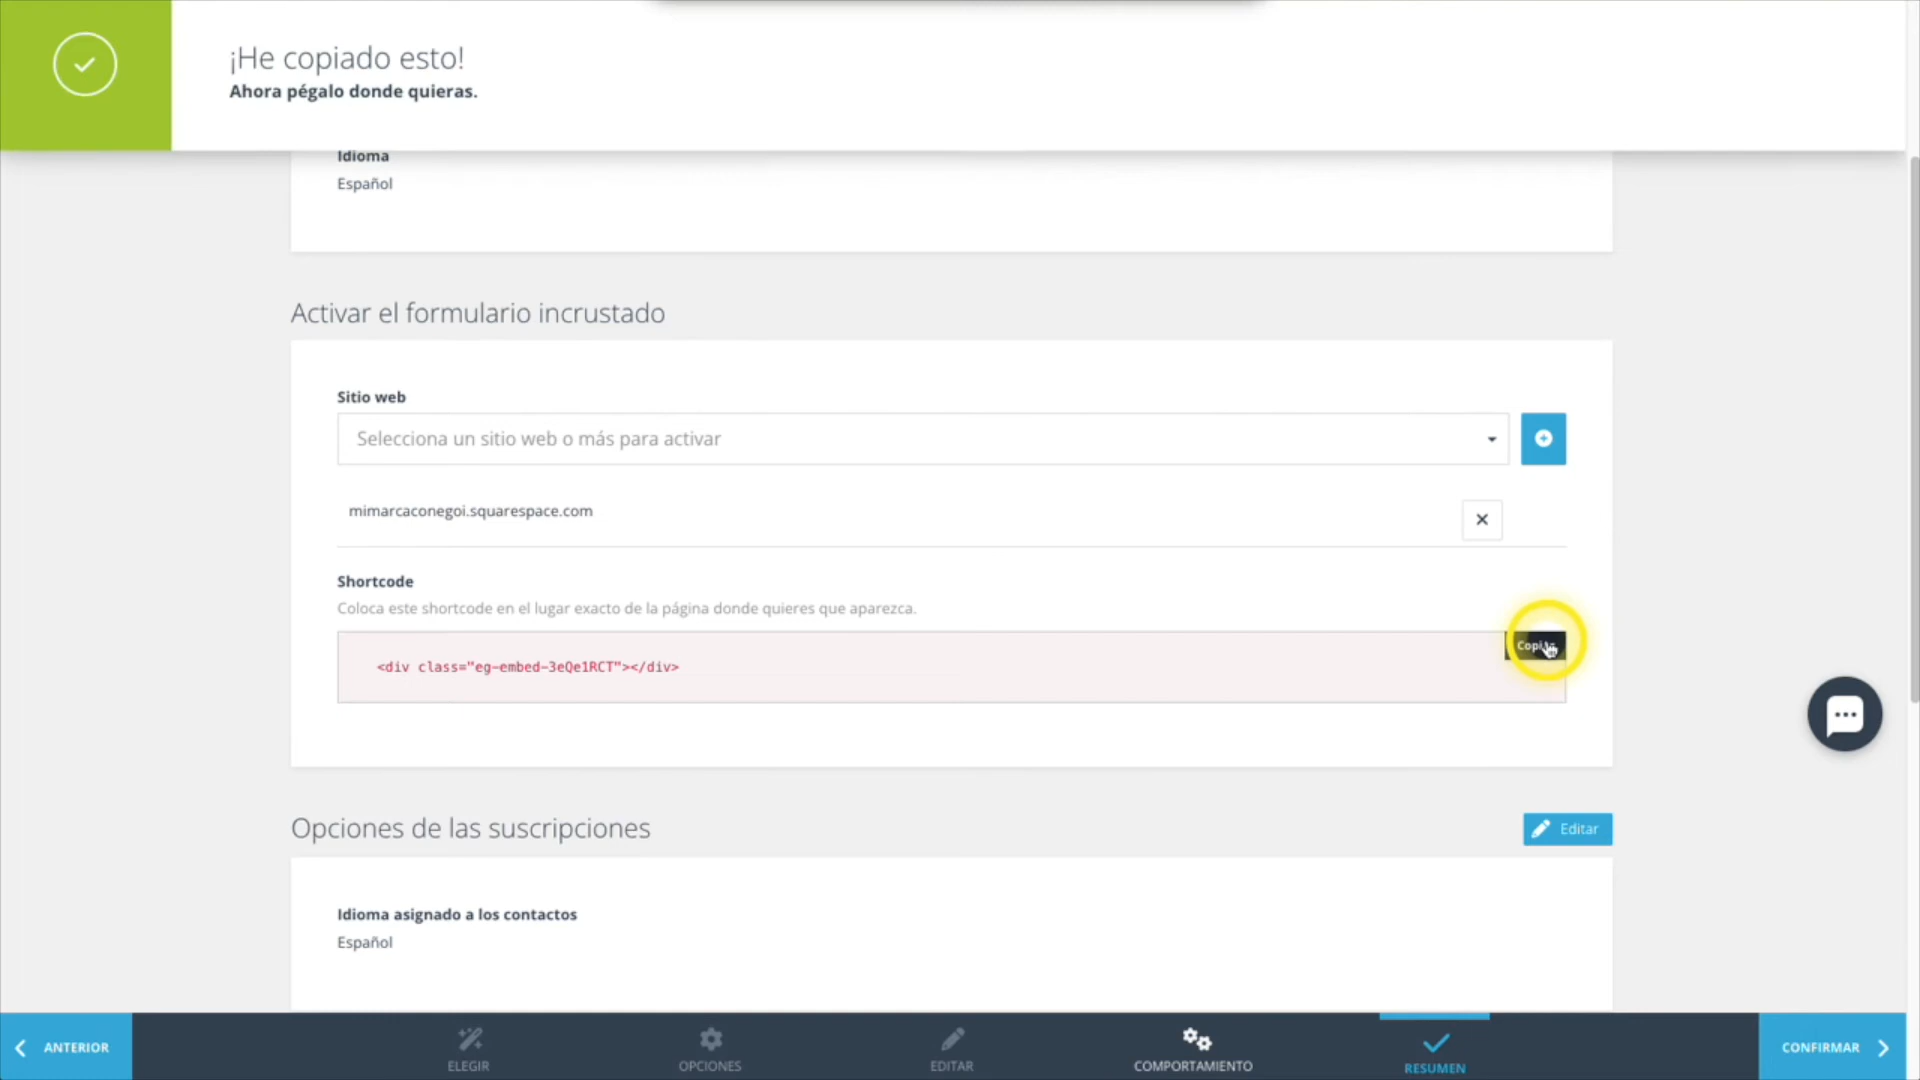 ¡He copiado esto!
Ahora pégalo donde quieras.
Idioma
Español
Activar el formulario incrustado
Sitio web
Selecciona un sitio web o más para activar
mimarcaconegoi.squarespace.com
Shortcode
Coloca este shortcode en el lugar exacto de la página donde quieres que aparezca.
Copiar
<div class="eg-embed-3eQe1RCT"></div>
Opciones de las suscripciones
Editar
Idioma asignado a los contactos
Español
ANTERIOR
ELEGIR
OPCIONES
EDITAR
COMPORTAMIENTO
RESUMEN
CONFIRMAR